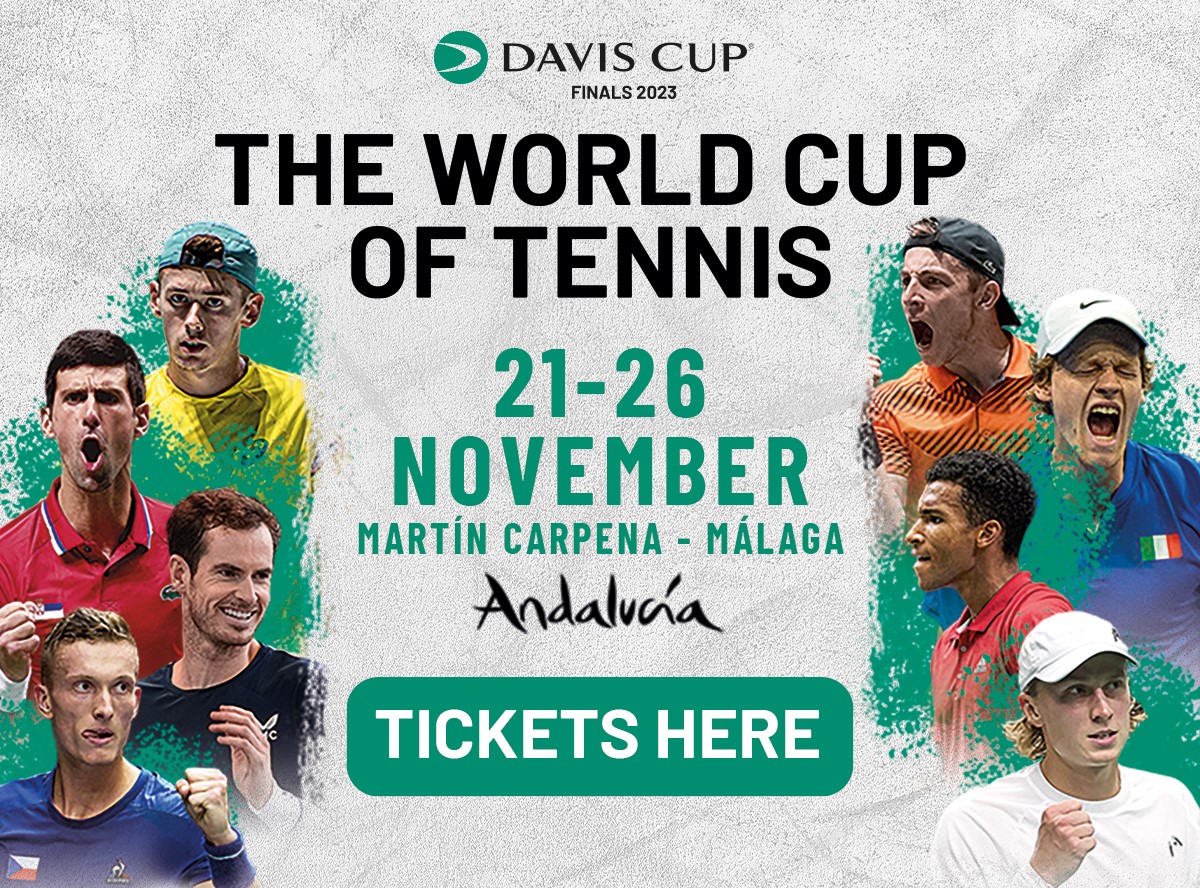 DAVIS CUP
FINALS 2023
THE WORLD CUP
OF TENNIS
21-26
NOVEMBER
MARTÍN CARPENA - MÁLAGA
Andalucía
TICKETS HERE